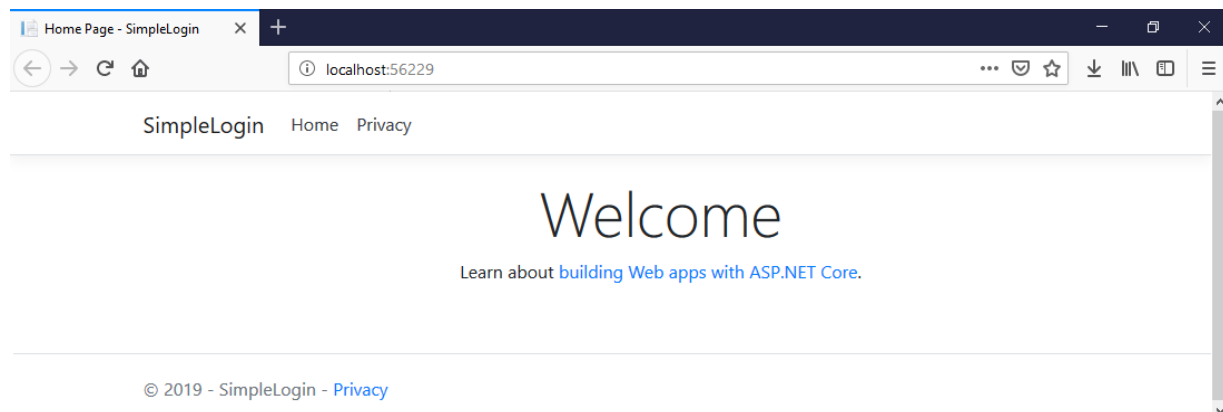 Home Page - SimpleLogin
localhost:56229
SimpleLogin Home Privacy
Welcome
Learn about building Web apps with ASP.NET Core.
© 2019 - SimpleLogin - Privacy